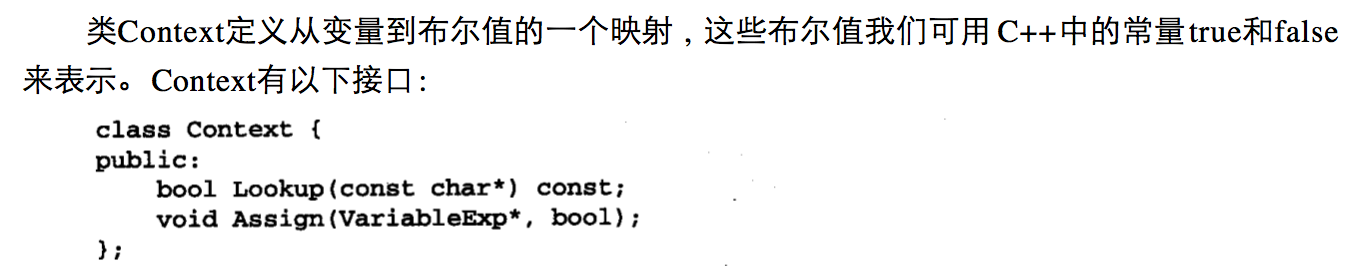 类Context定义从变量到布尔值的一个映射，这些布尔值我们可用C++中的常量true和false
来表示。Context有以下接口：
class Context {
public:
    bool Lookup(const char*) const;
    void Assign(VariableExp*, bool);
};